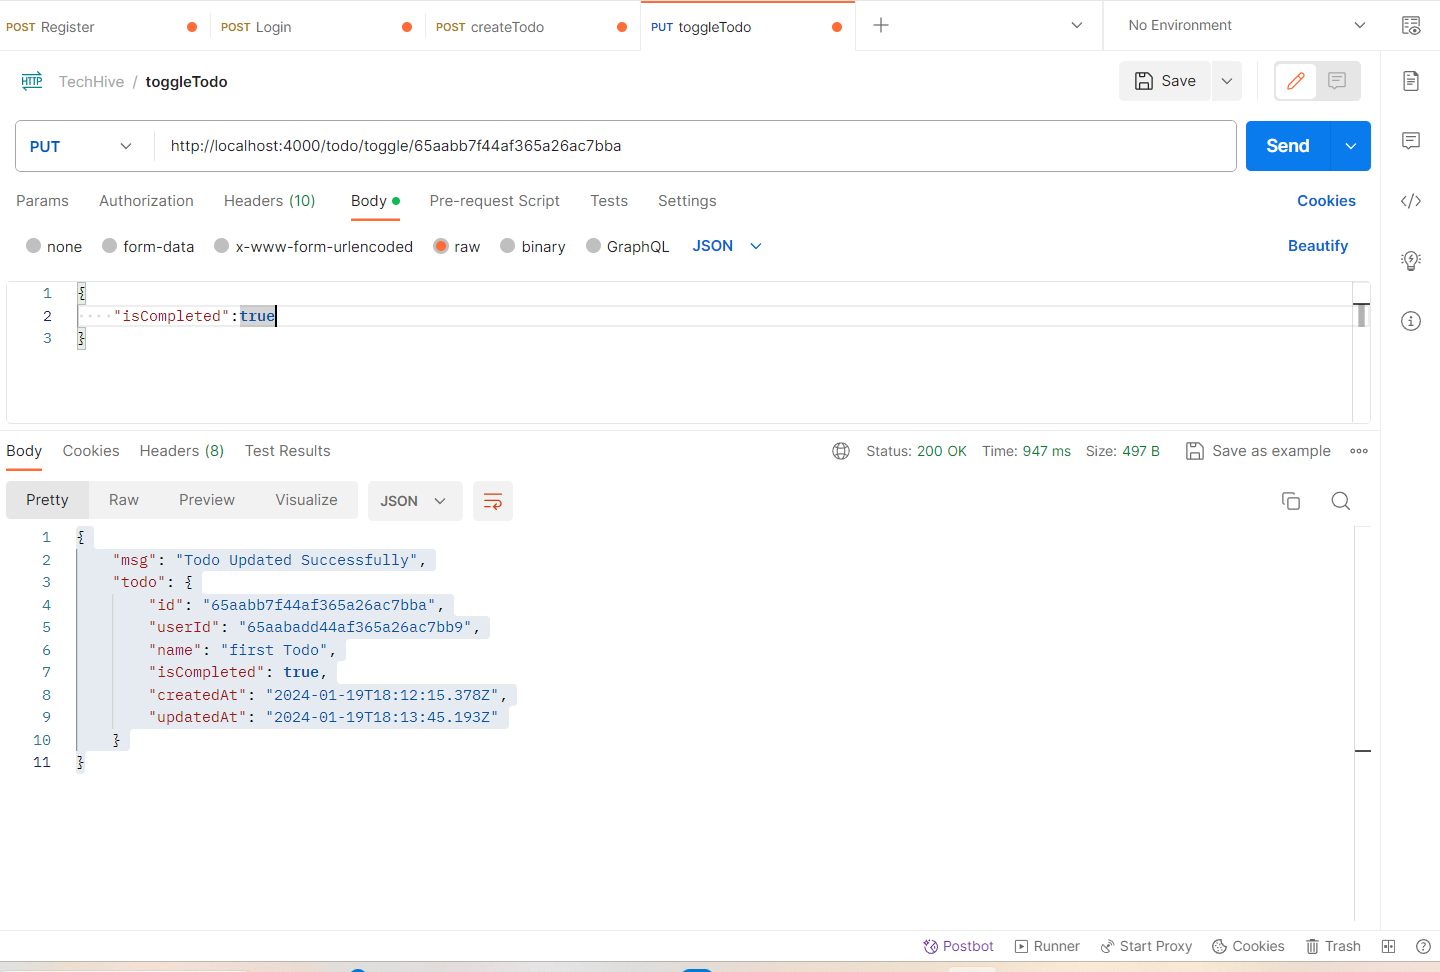 POST Register POST Login POST createTodo PUT toggleTodo No Environment
HTTP TechHive / toggleTodo Save
PUT http://localhost:4000/todo/toggle/65aabb7f44af365a26ac7bba Send
Params Authorization Headers (10) Body Pre-request Script Tests Settings Cookies
none form-data x-www-form-urlencoded raw binary GraphQL JSON Beautify
1 {
2 ····"isCompleted":true
3 }
Body Cookies Headers (8) Test Results Status: 200 OK Time: 947 ms Size: 497 B Save as example
Pretty Raw Preview Visualize JSON
1 {
2 "msg": "Todo Updated Successfully",
3 "todo": {
4 "id": "65aabb7f44af365a26ac7bba",
5 "userId": "65aabadd44af365a26ac7bb9",
6 "name": "first Todo",
7 "isCompleted": true,
8 "createdAt": "2024-01-19T18:12:15.378Z",
9 "updatedAt": "2024-01-19T18:13:45.193Z"
10 }
11 }
Postbot Runner Start Proxy Cookies Trash